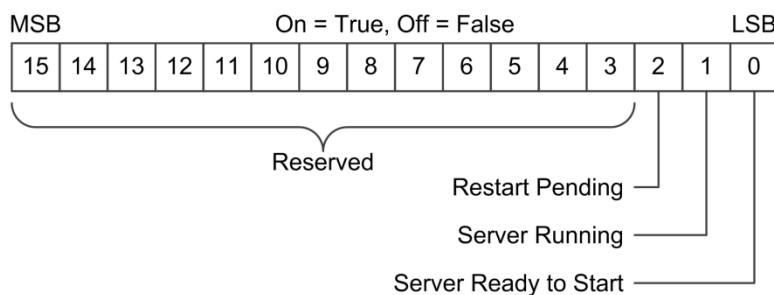 MSB On = True, Off = False LSB
15 14 13 12 11 10 9 8 7 6 5 4 3 2 1 0
Reserved
Restart Pending
Server Running
Server Ready to Start